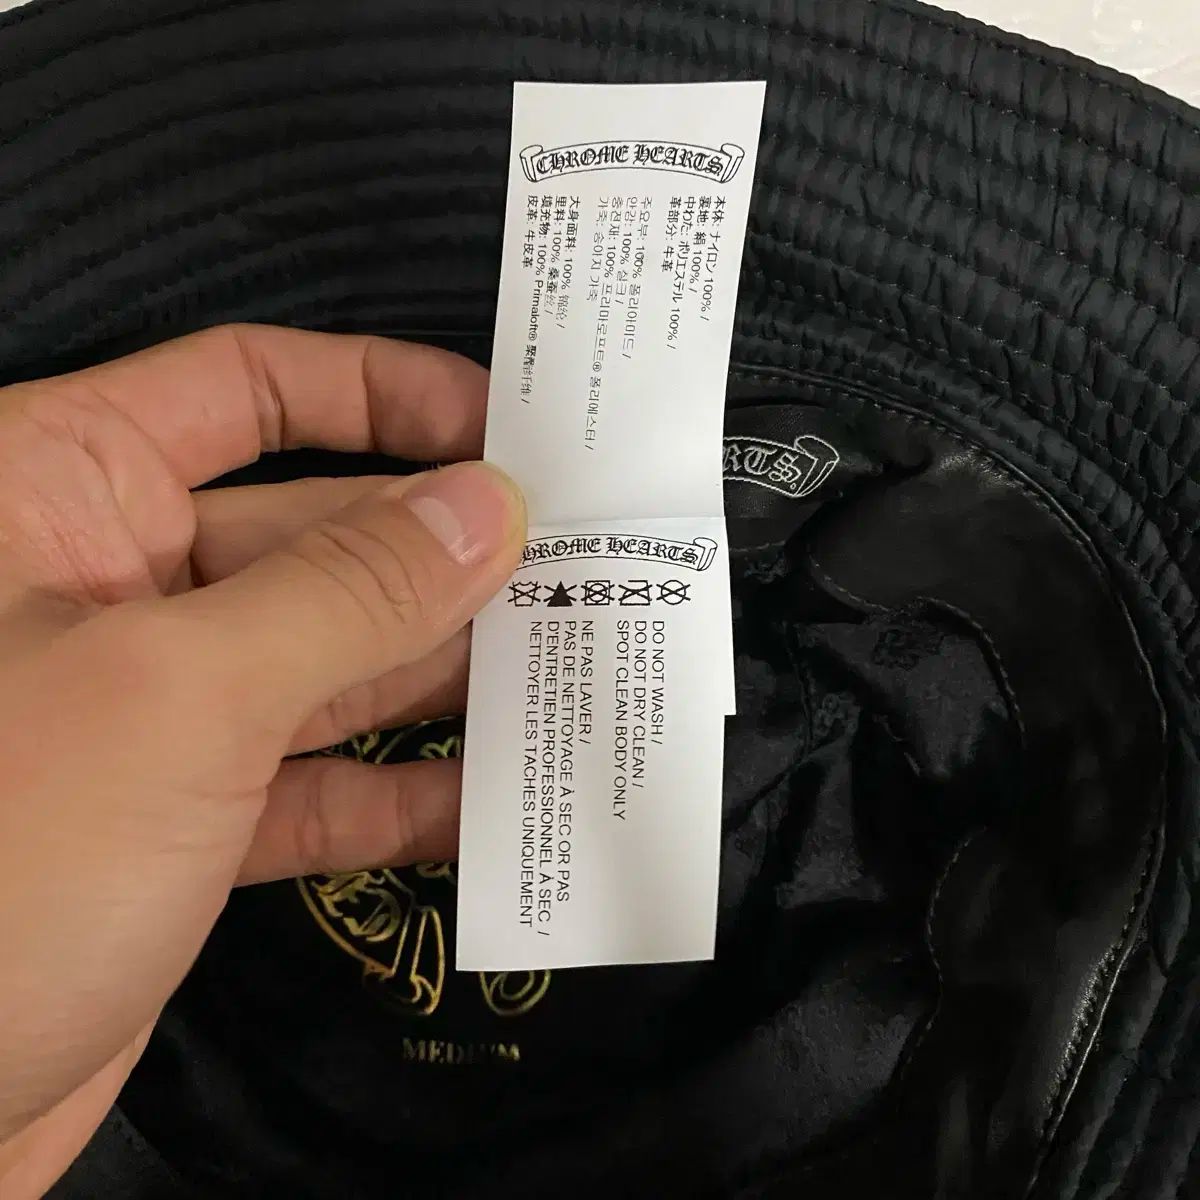 CHROME HEARTS
本体: ナイロン 100% /
裏地: 絹 100% /
中わた: ポリエステル 100% /
革部分: 牛革
주요부: 100% 폴리아미드 /
안감: 100% 실크 /
충전재: 100% 프리마로프트® 폴리에스터 /
가죽: 송아지 가죽
大身面料: 100% 锦纶 /
里料: 100% 桑蚕丝 /
填充物: 100% Primaloft® 聚酯纤维 /
皮革: 牛皮革
CHROME HEARTS
DO NOT WASH /
DO NOT DRY CLEAN /
SPOT CLEAN BODY ONLY
NE PAS LAVER /
PAS DE NETTOYAGE À SEC OR PAS
D'ENTRETIEN PROFESSIONNEL À SEC /
NETTOYER LES TACHES UNIQUEMENT
MEDIUM